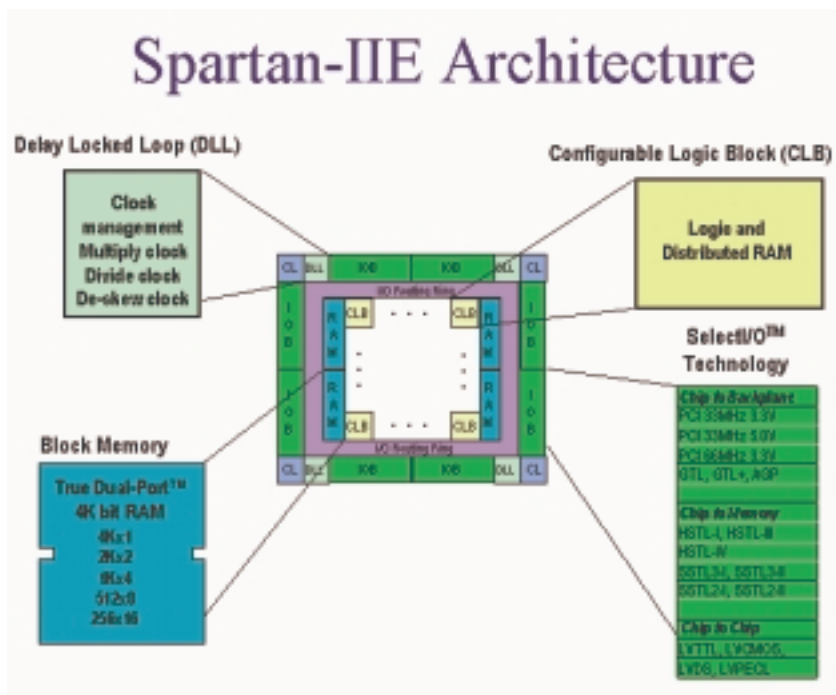 Spartan-IIE Architecture
Delay Locked Loop (DLL)
Clock
management
Multiply clock
Divide clock
De-skew clock
Configurable Logic Block (CLB)
Logic and
Distributed RAM
CL DLL IOB IOB DLL CL
I/O Routing Ring
IOB
RAM
CLB . . . CLB
RAM
IOB
IOB
RAM
CLB . . . CLB
RAM
IOB
I/O Routing Ring
CL DLL IOB IOB DLL CL
SelectI/O™
Technology
Chip to Backplane
PCI 33MHz 3.3V
PCI 33MHz 5.0V
PCI 66MHz 3.3V
GTL, GTL+, AGP
Chip to Memory
HSTL-I, HSTL-III
HSTL-IV
SSTL3-I, SSTL3-II
SSTL2-I, SSTL2-II
Chip to Chip
LVTTL, LVCMOS,
LVDS, LVPECL
Block Memory
True Dual-Port™
4K bit RAM
4Kx1
2Kx2
1Kx4
512x8
256x16